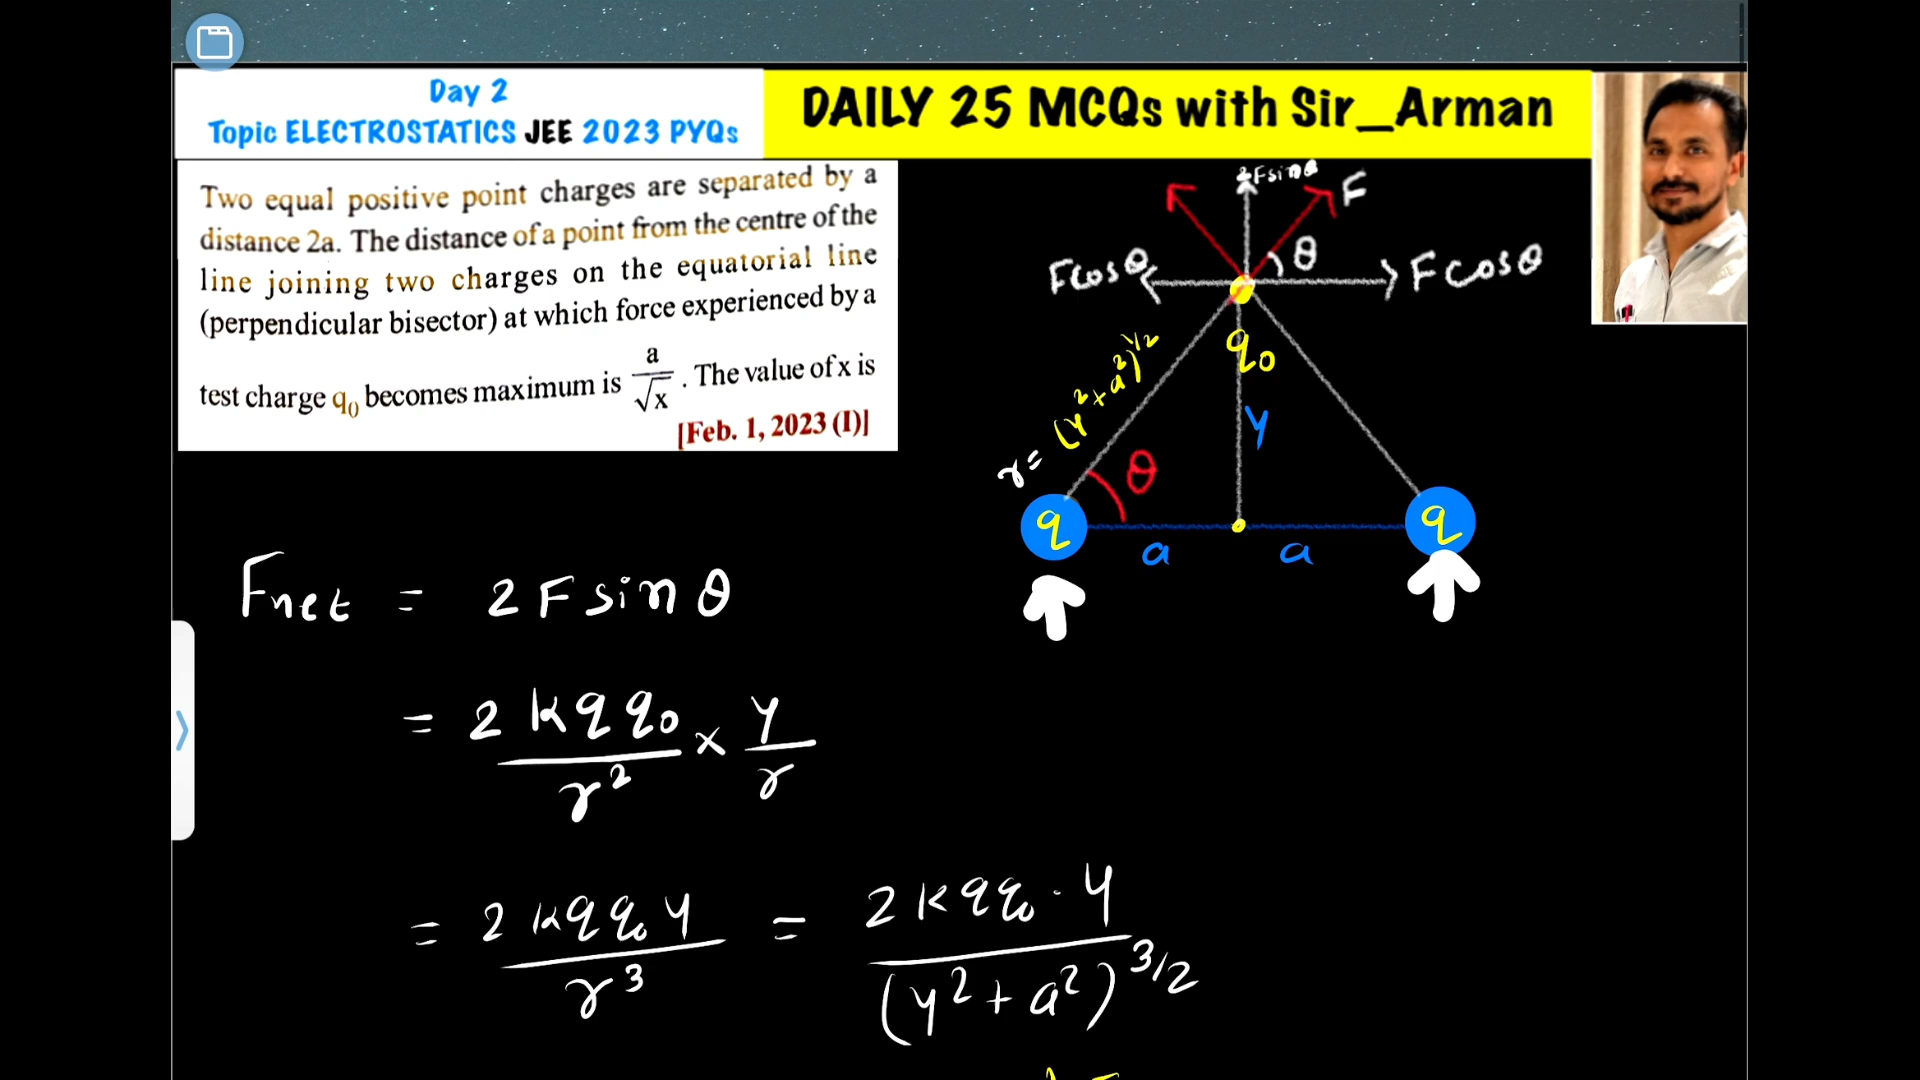 Day 2
Topic ELECTROSTATICS JEE 2023 PYQs
DAILY 25 MCQs with Sir_Arman
Two equal positive point charges are separated by a
distance 2a. The distance of a point from the centre of the
line joining two charges on the equatorial line
(perpendicular bisector) at which force experienced by a
test charge q₀ becomes maximum is a/√x. The value of x is
[Feb. 1, 2023 (I)]
2Fsinθ
F
θ
Fcosθ
Fcosθ
q₀
r = (y²+a²)^1/2
y
θ
q
q
a
a
Fnet = 2Fsinθ
= 2kqq₀/r² × y/r
= 2kqq₀y/r³ = 2kqq₀·y/(y²+a²)^3/2